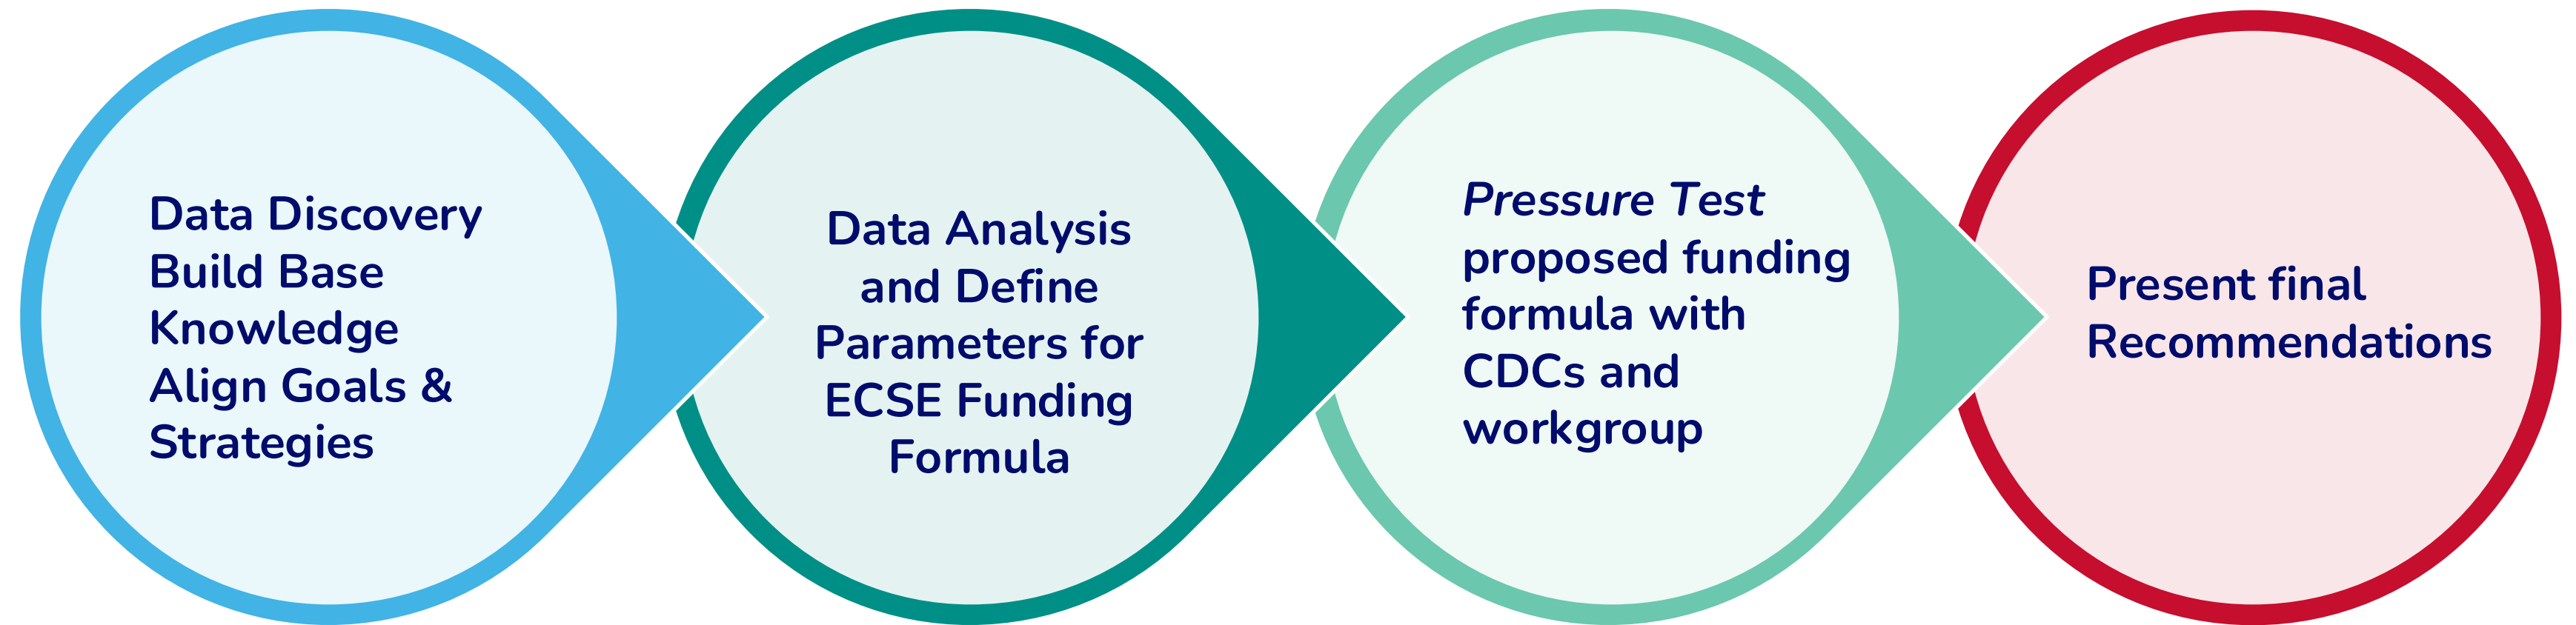 Data Discovery
Build Base
Knowledge
Align Goals &
Strategies
Data Analysis
and Define
Parameters for
ECSE Funding
Formula
Pressure Test
proposed funding
formula with
CDCs and
workgroup
Present final
Recommendations